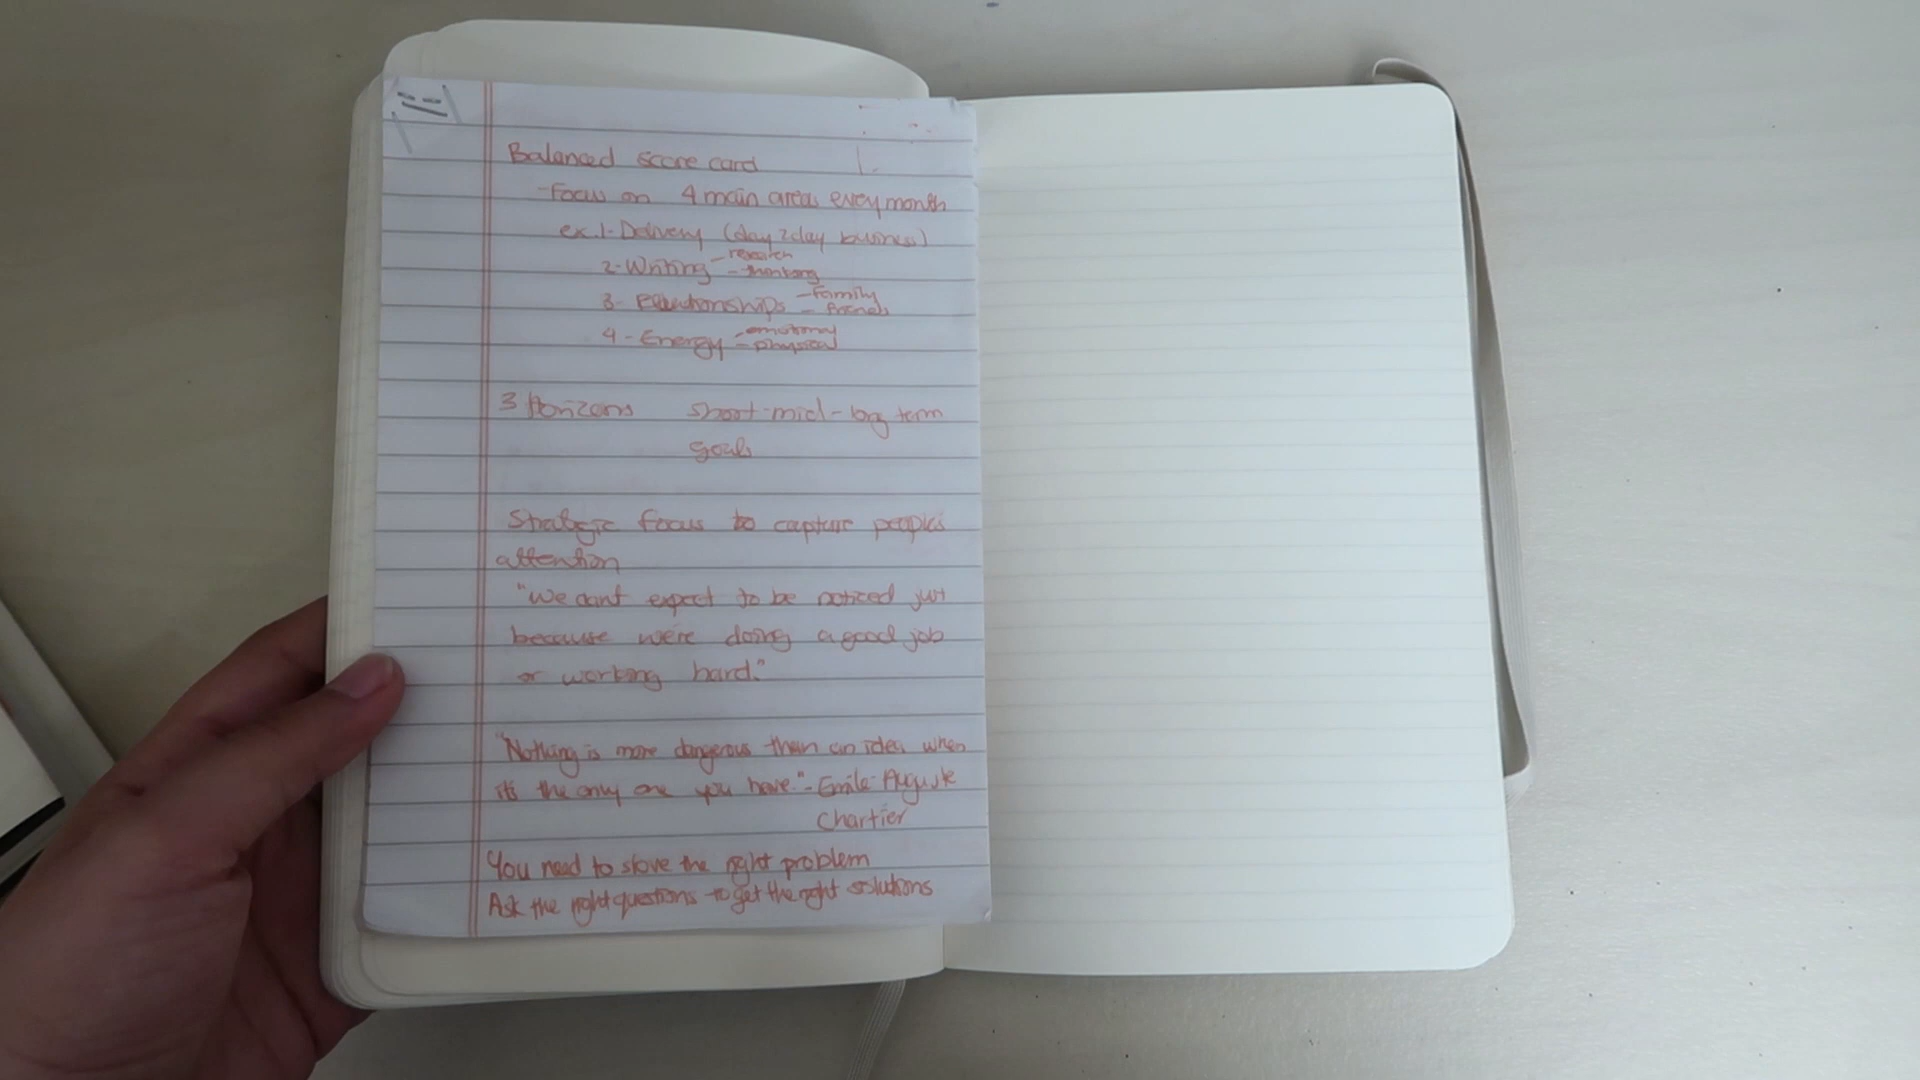 Balanced score card
- Focus on 4 main areas every month
ex. 1- Delivery (day 2 day business)
2- Writing - research
- thinking
3- Relationships - family
- friends
4- Energy - emotional
- physical
3 Horizons short-mid-long term
goals
Strategic focus to capture people's
attention
"We can't expect to be noticed just
because we're doing a good job
or working hard."
"Nothing is more dangerous than an idea when
it's the only one you have." - Emile-Auguste
Chartier
You need to slove the right problem
Ask the right questions to get the right solutions